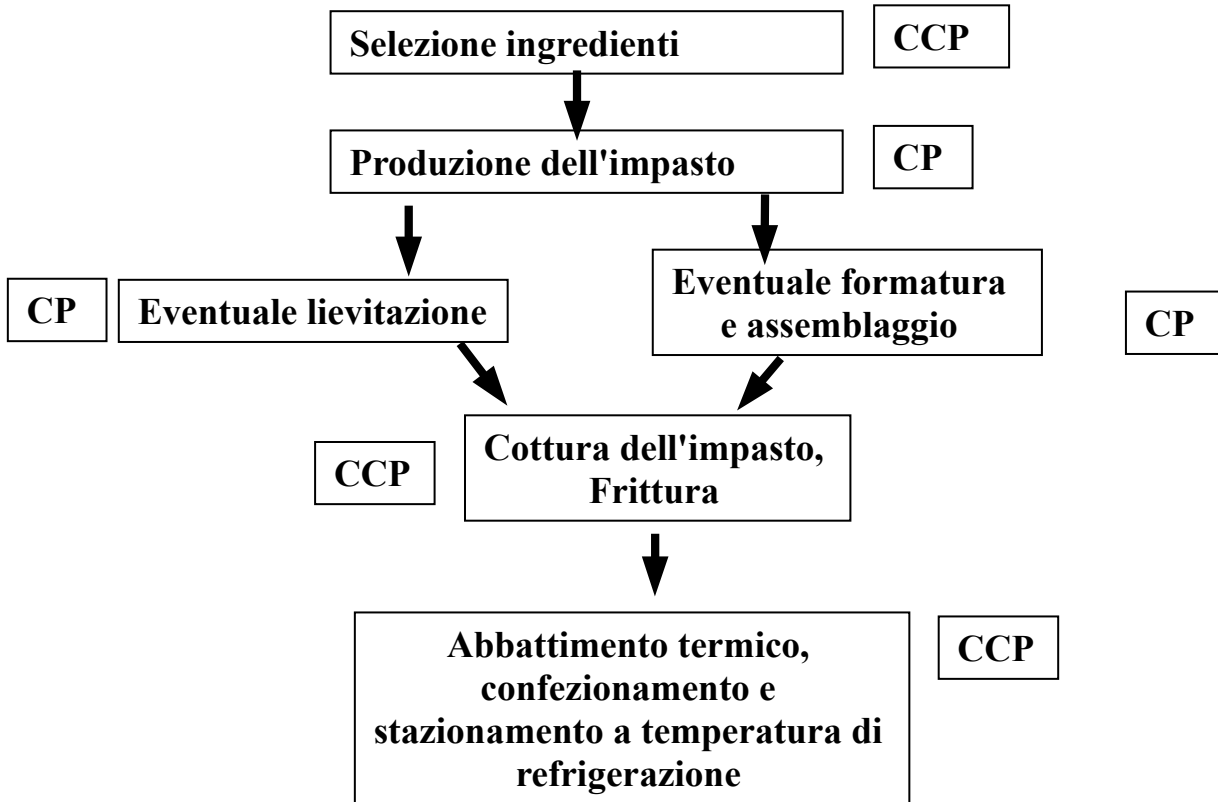 Selezione ingredienti
CCP
Produzione dell'impasto
CP
CP
Eventuale lievitazione
Eventuale formatura
e assemblaggio
CP
CCP
Cottura dell'impasto,
Frittura
Abbattimento termico,
confezionamento e
stazionamento a temperatura di
refrigerazione
CCP